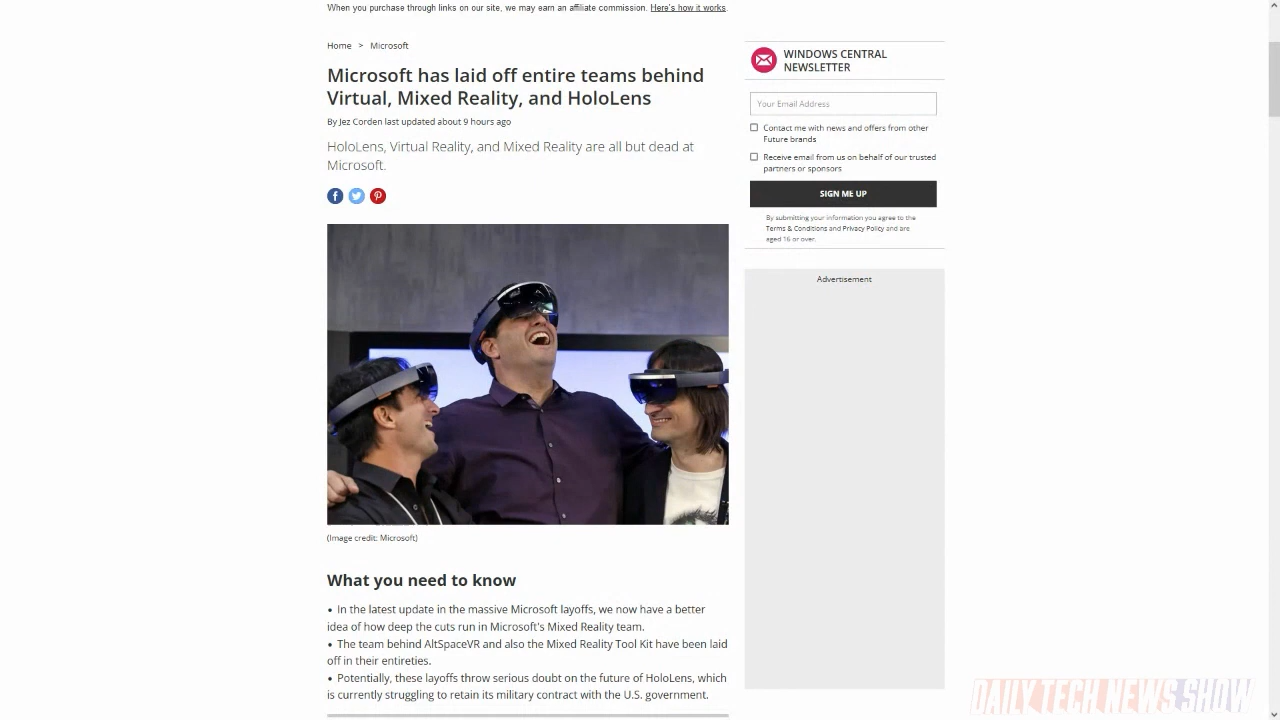 When you purchase through links on our site, we may earn an affiliate commission. Here's how it works.
Home > Microsoft
Microsoft has laid off entire teams behind
Virtual, Mixed Reality, and HoloLens
By Jez Corden last updated about 9 hours ago
HoloLens, Virtual Reality, and Mixed Reality are all but dead at
Microsoft.
(Image credit: Microsoft)
What you need to know
• In the latest update in the massive Microsoft layoffs, we now have a better
idea of how deep the cuts run in Microsoft's Mixed Reality team.
• The team behind AltSpaceVR and also the Mixed Reality Tool Kit have been laid
off in their entireties.
• Potentially, these layoffs throw serious doubt on the future of HoloLens, which
is currently struggling to retain its military contract with the U.S. government.
WINDOWS CENTRAL
NEWSLETTER
Your Email Address
Contact me with news and offers from other
Future brands
Receive email from us on behalf of our trusted
partners or sponsors
SIGN ME UP
By submitting your information you agree to the
Terms & Conditions and Privacy Policy and are
aged 16 or over.
Advertisement
DAILY TECH NEWS SHOW